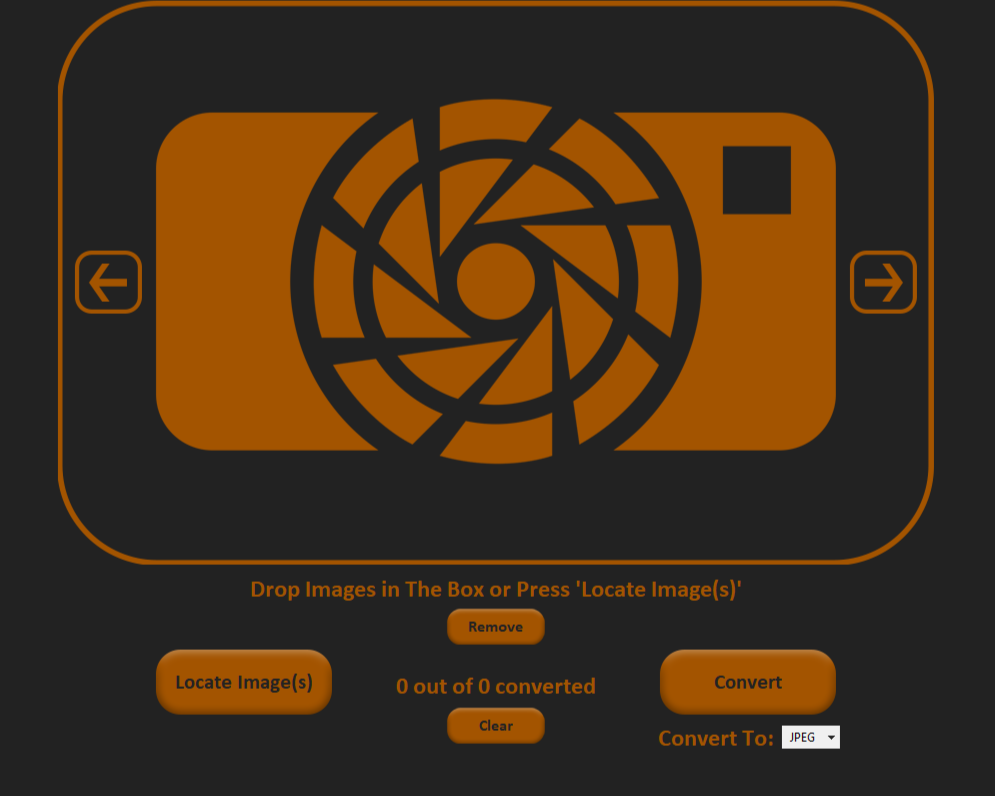 Drop Images in The Box or Press 'Locate Image(s)'
Remove
Locate Image(s)
0 out of 0 converted
Convert
Clear
Convert To: JPEG